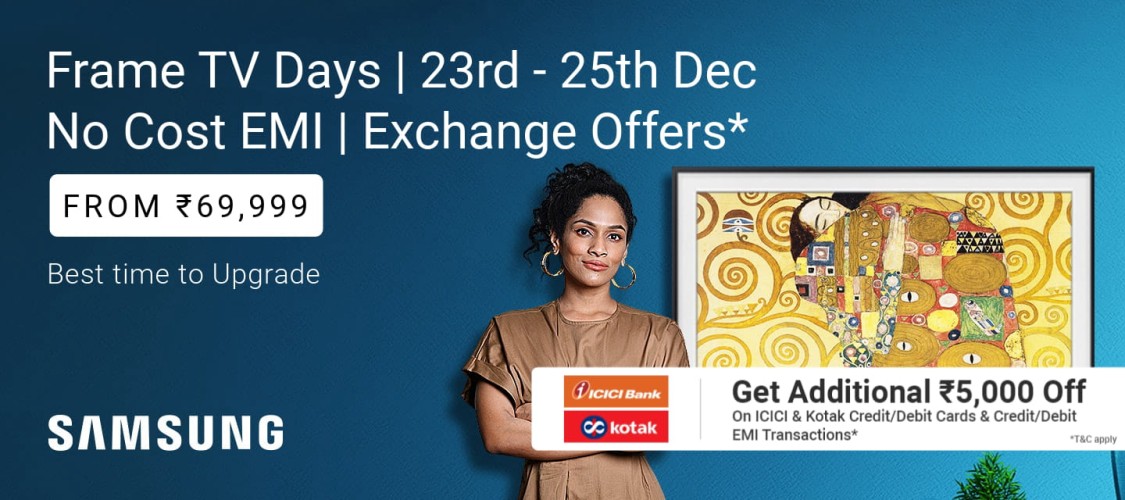 Frame TV Days | 23rd - 25th Dec
No Cost EMI | Exchange Offers*
FROM ₹69,999
Best time to Upgrade
SAMSUNG
ICICI Bank
kotak
Get Additional ₹5,000 Off
On ICICI & Kotak Credit/Debit Cards & Credit/Debit
EMI Transactions*
*T&C apply